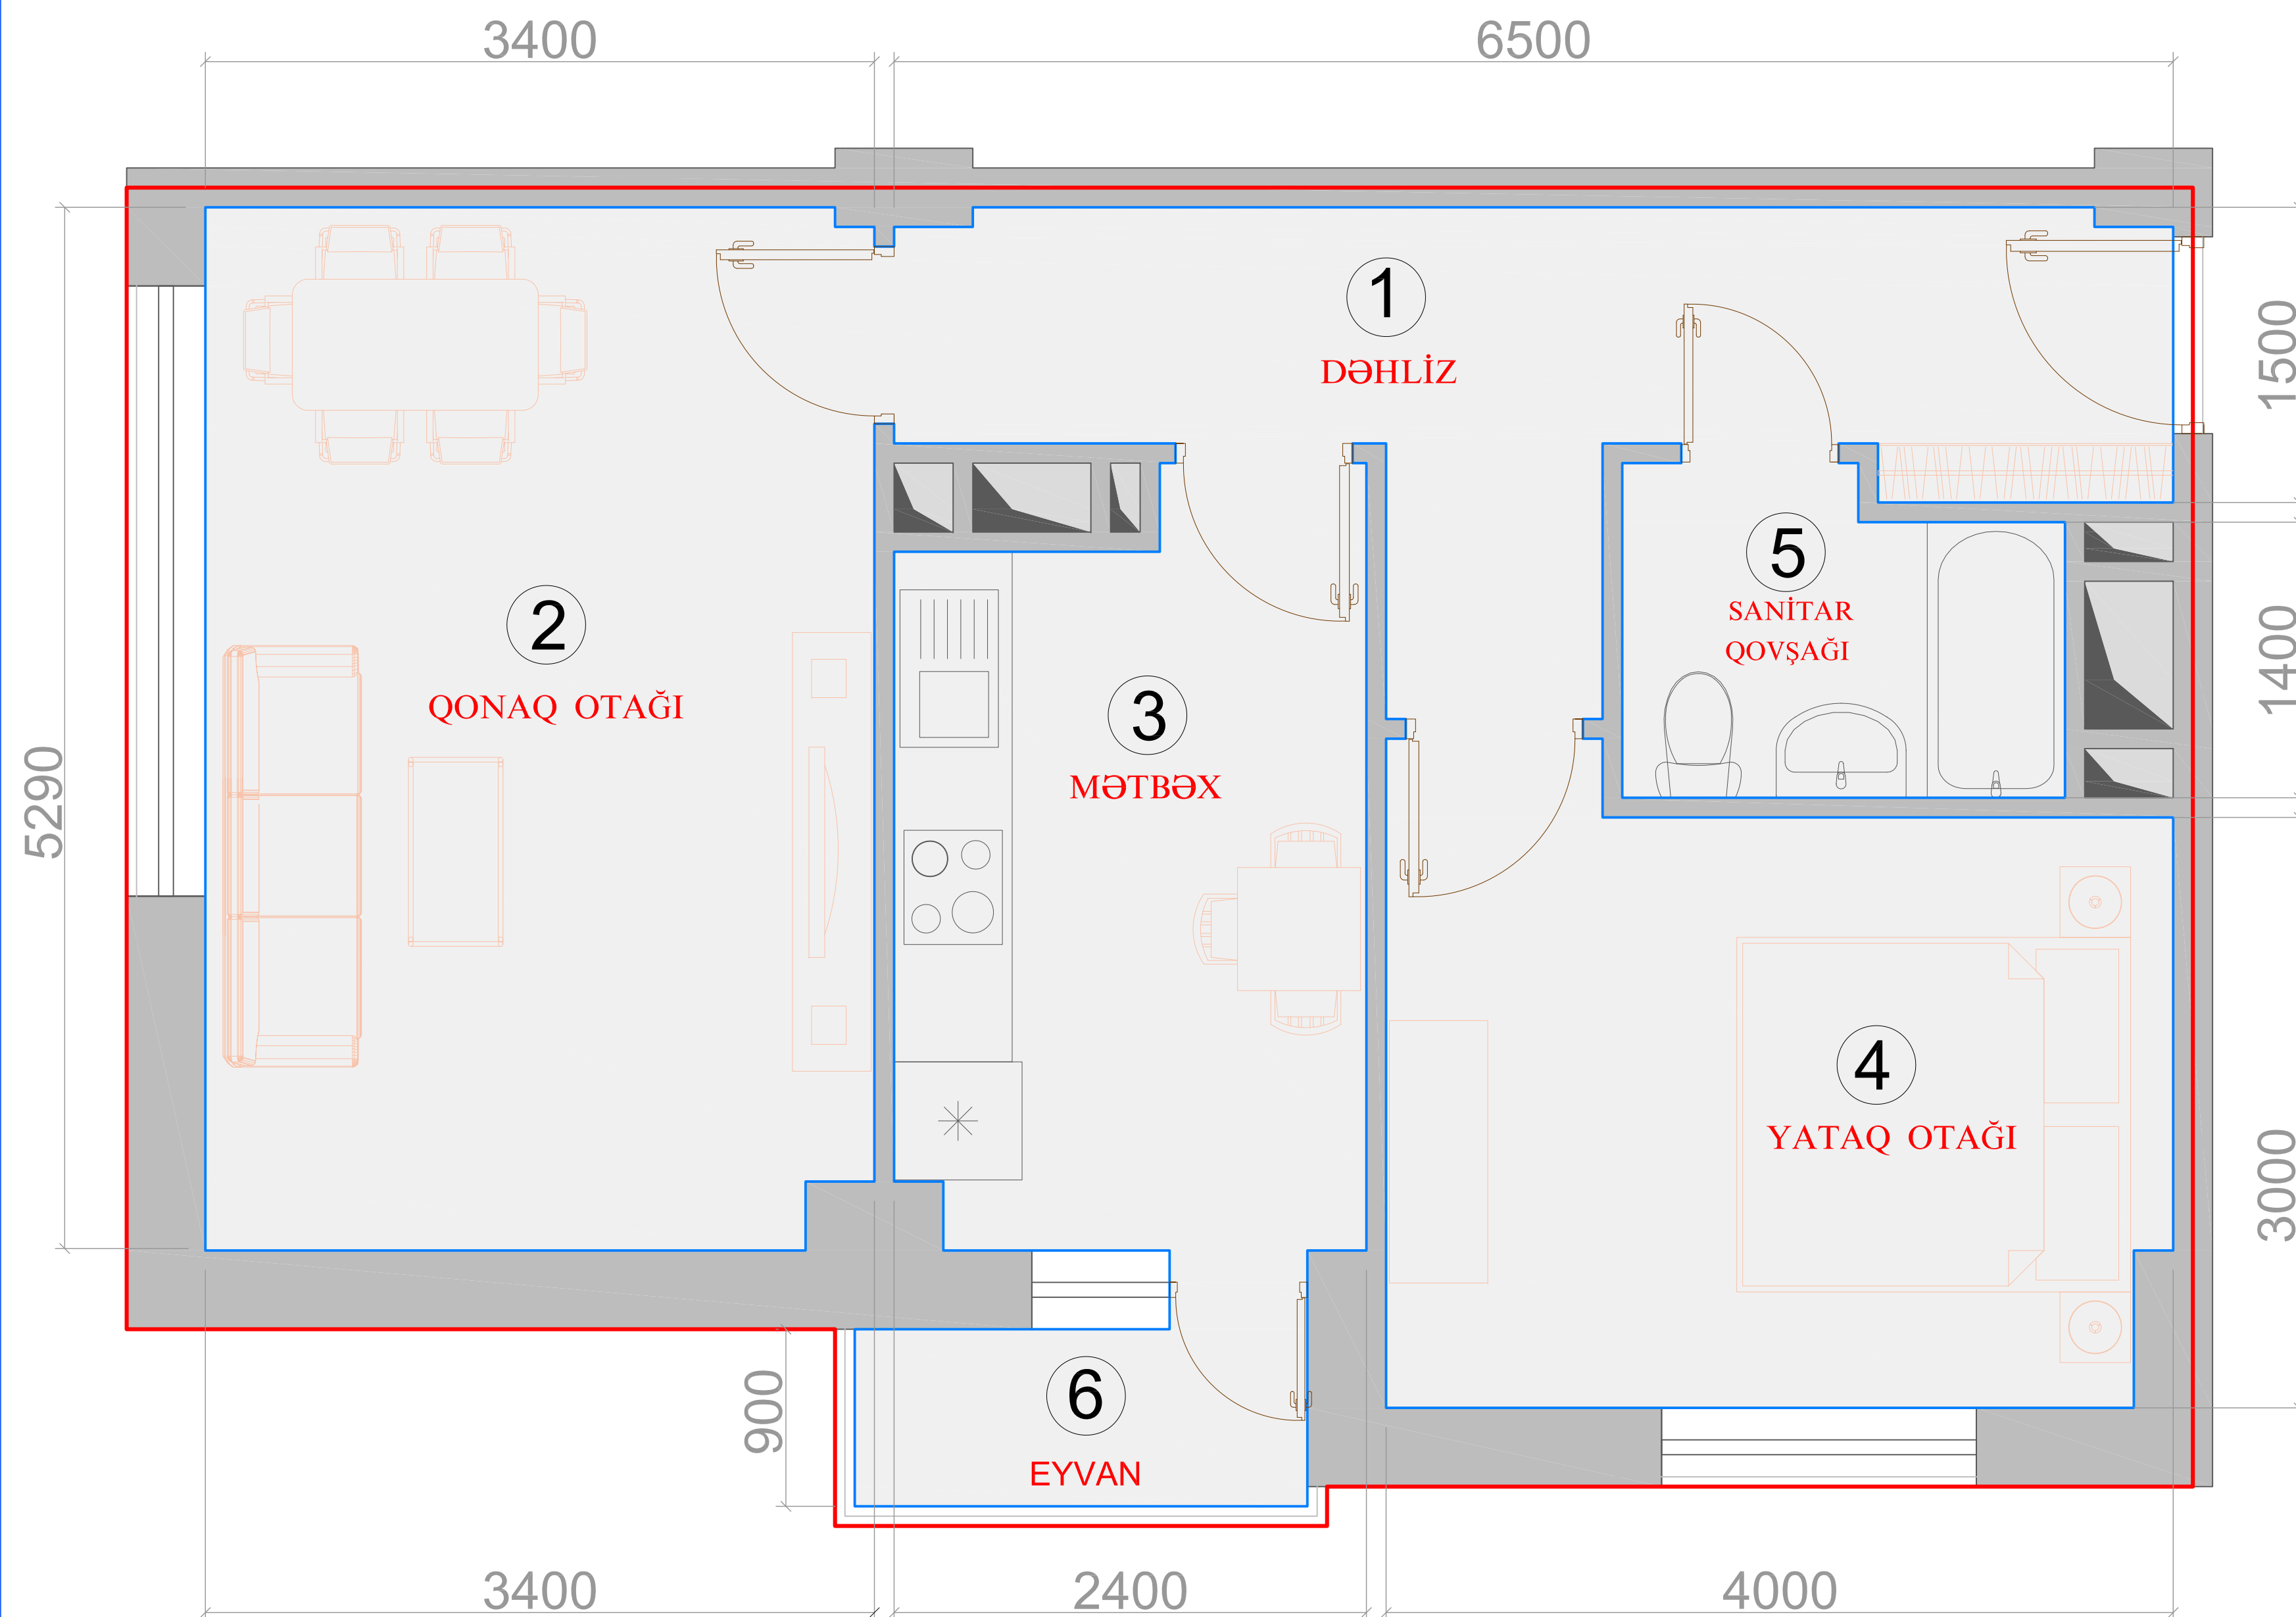 3400
6500
1
DƏHLİZ
1500
2
QONAQ OTAĞI
5
SANİTAR
QOVŞAĞI
1400
3
MƏTBƏX
5290
4
YATAQ OTAĞI
3000
6
EYVAN
900
3400
2400
4000